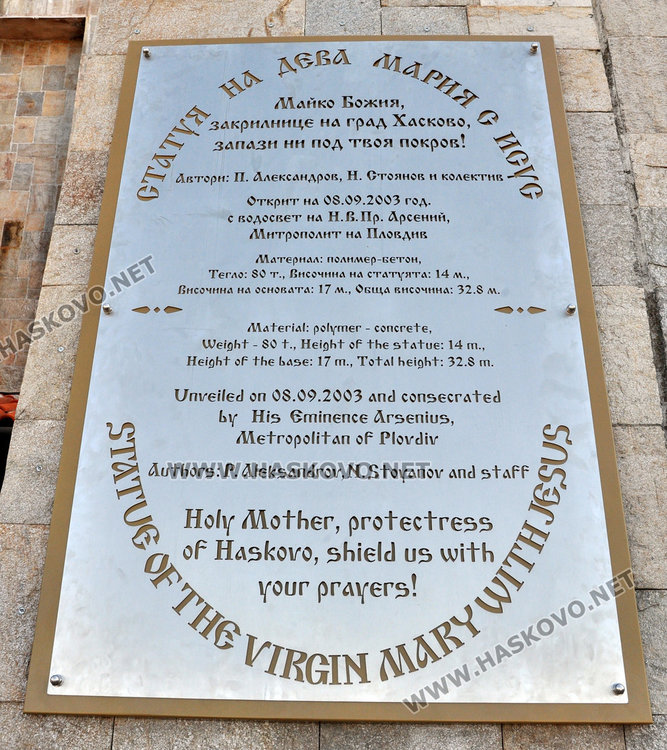 СТАТУЯ НА ДЕВА МАРИЯ С ИСУС
Майко Божия,
закрилнице на град Хасково,
запази ни под твоя покров!
Автори: П. Александров, Н. Стоянов и колектив
Открит на 08.09.2003 год.
с водосвет на Н.В.Пр. Арсений,
Митрополит на Пловдив
Материал: полимер-бетон,
Тегло: 80 т., Височина на статуята: 14 м.,
Височина на основата: 17 м., Обща височина: 32.8 м.
Material: polymer - concrete,
Weight - 80 t., Height of the statue: 14 m.,
Height of the base: 17 m., Total height: 32.8 m.
Unveiled on 08.09.2003 and consecrated
by His Eminence Arsenius,
Metropolitan of Plovdiv
Authors: P. Aleksandrov, N. Stoyanov and staff
Holy Mother, protectress
of Haskovo, shield us with
your prayers!
STATUE OF THE VIRGIN MARY WITH JESUS
WWW.HASKOVO.NET
WWW.HASKOVO.NET
WWW.HASKOVO.NET